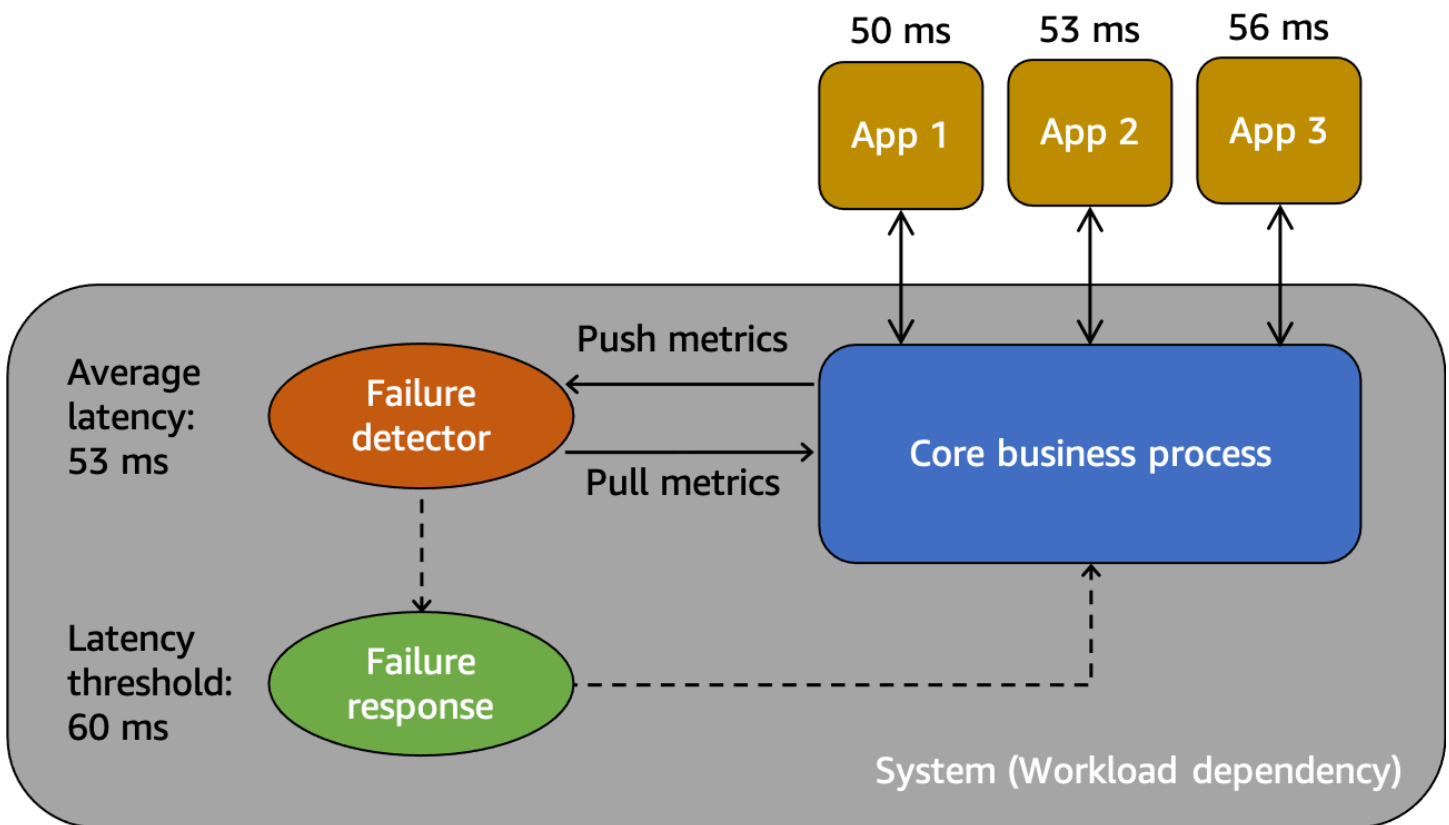 50 ms
53 ms
56 ms
App 1
App 2
App 3
Average
latency:
53 ms
Failure
detector
Push metrics
Pull metrics
Core business process
Latency
threshold:
60 ms
Failure
response
System (Workload dependency)